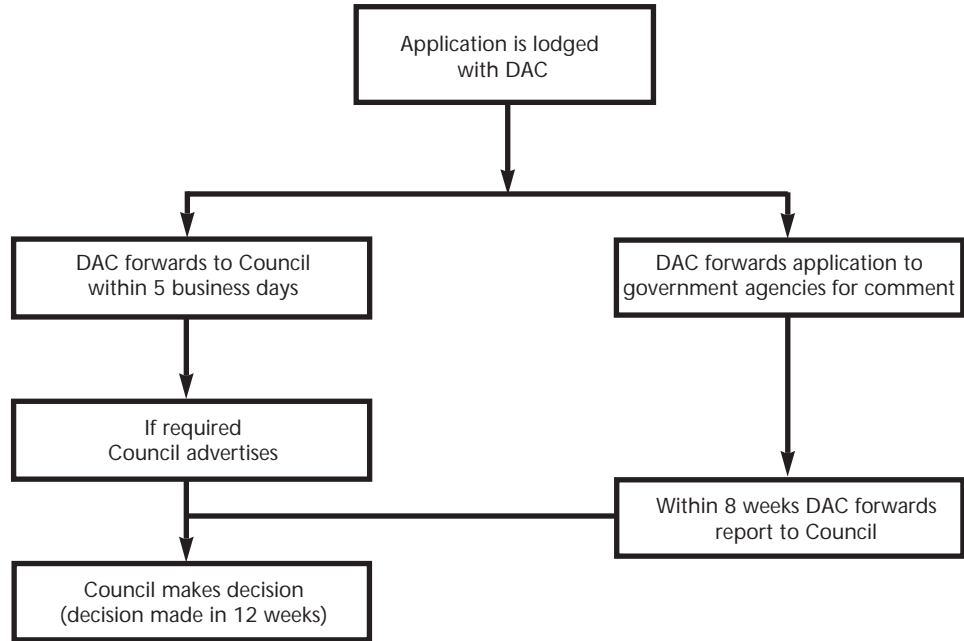 Application is lodged
with DAC
DAC forwards to Council
within 5 business days
DAC forwards application to
government agencies for comment
If required
Council advertises
Within 8 weeks DAC forwards
report to Council
Council makes decision
(decision made in 12 weeks)